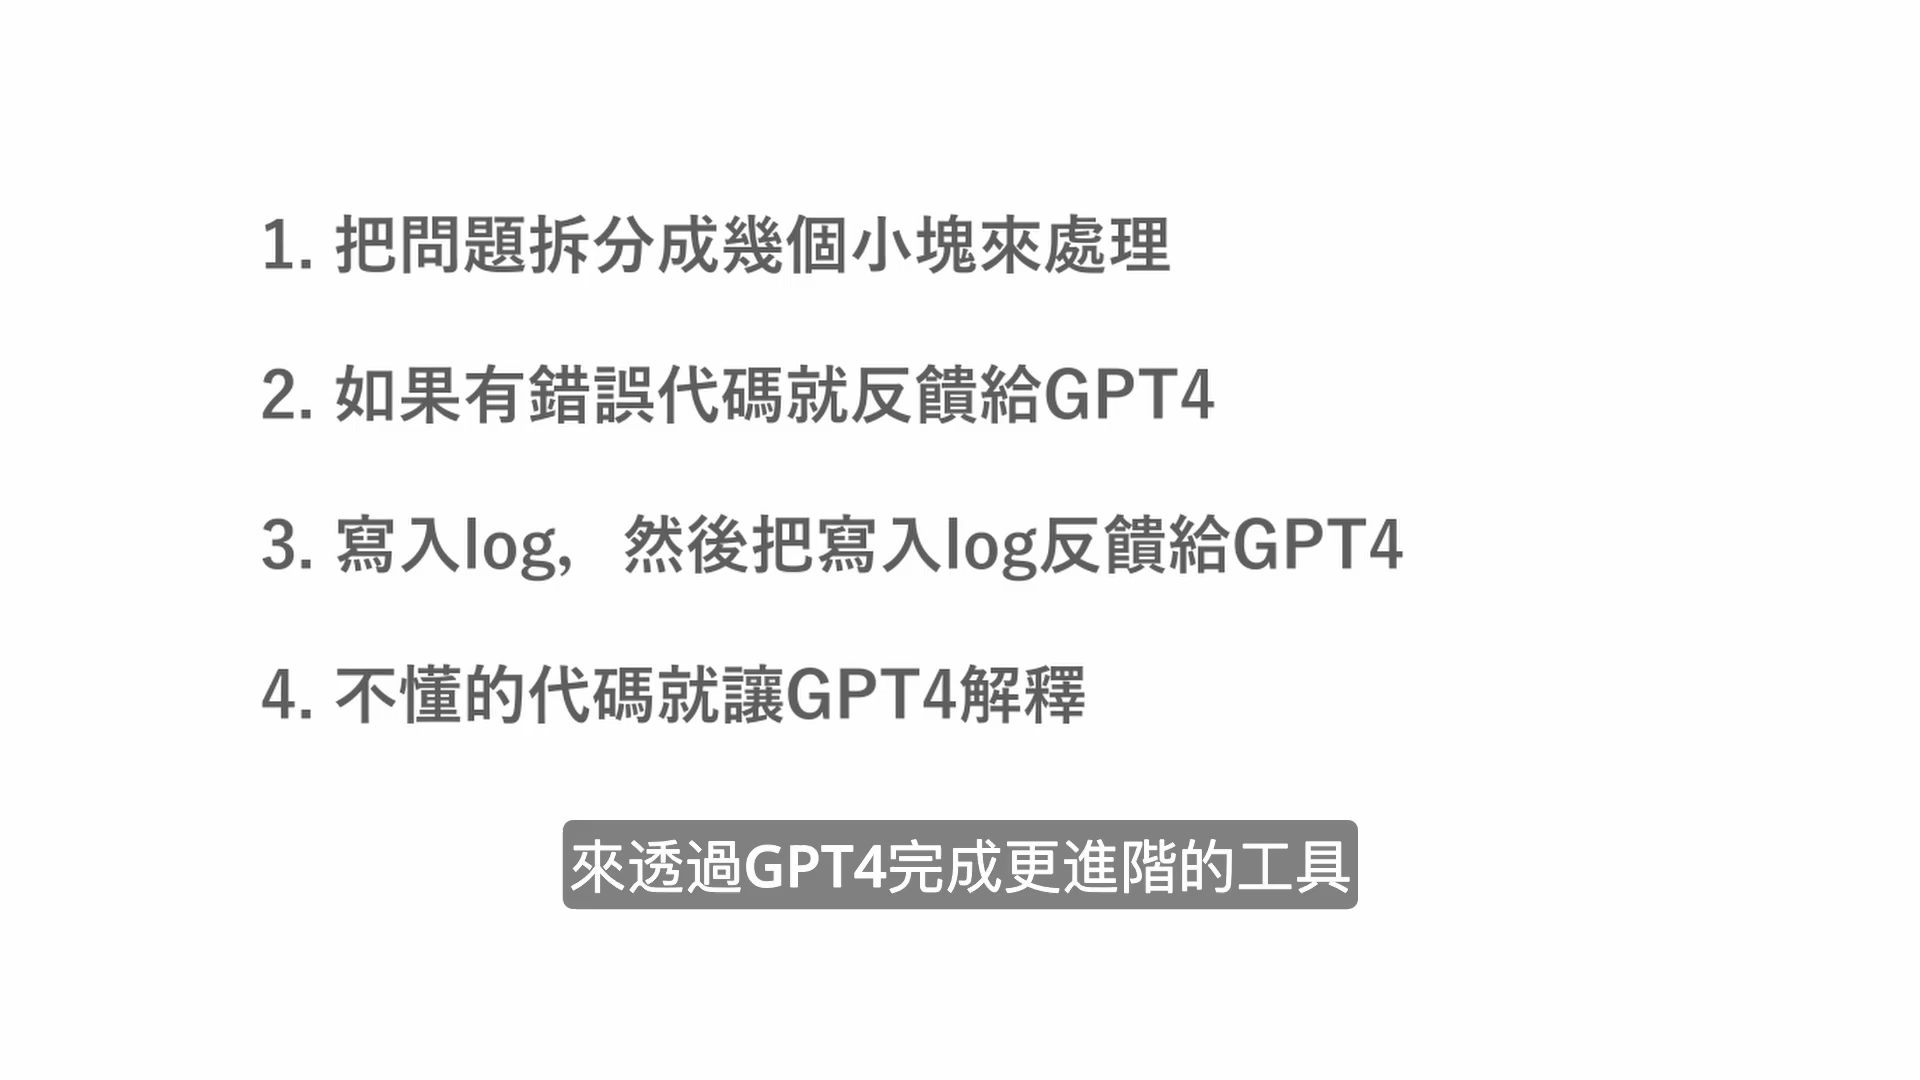 1. 把問題拆分成幾個小塊來處理
2. 如果有錯誤代碼就反饋給GPT4
3. 寫入log，然後把寫入log反饋給GPT4
4. 不懂的代碼就讓GPT4解釋
來透過GPT4完成更進階的工具